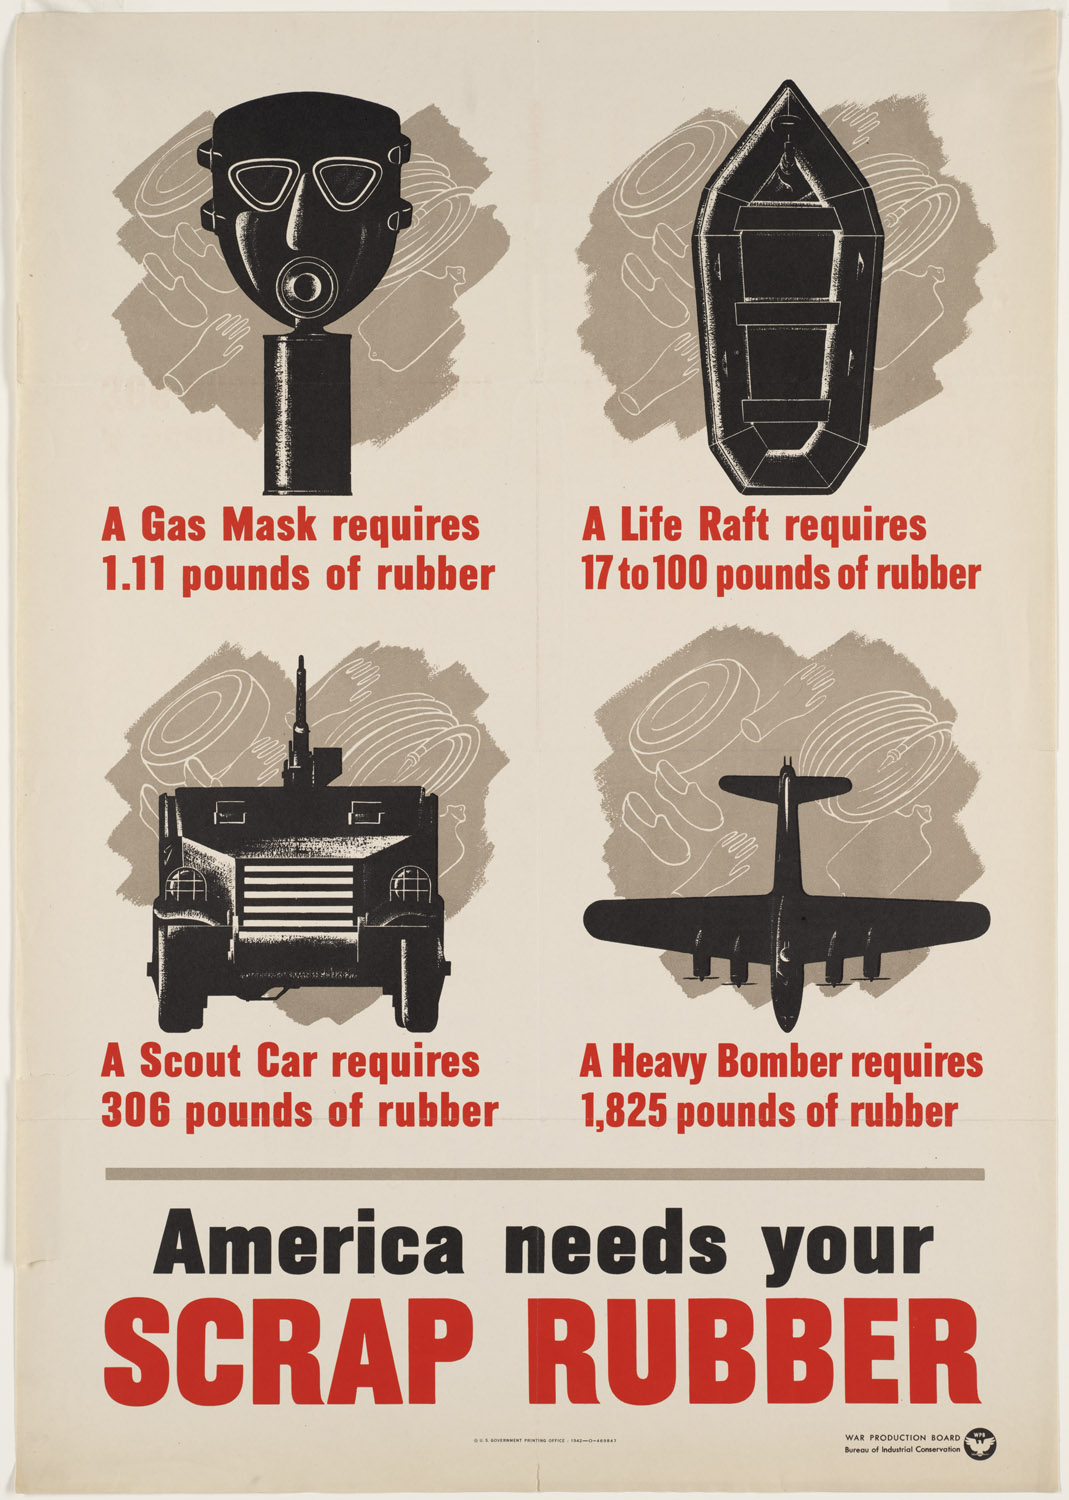 A Gas Mask requires
1.11 pounds of rubber
A Life Raft requires
17 to 100 pounds of rubber
A Scout Car requires
306 pounds of rubber
A Heavy Bomber requires
1,825 pounds of rubber
America needs your
SCRAP RUBBER
U. S. GOVERNMENT PRINTING OFFICE : 1942—O-469847
WAR PRODUCTION BOARD
Bureau of Industrial Conservation
WPB